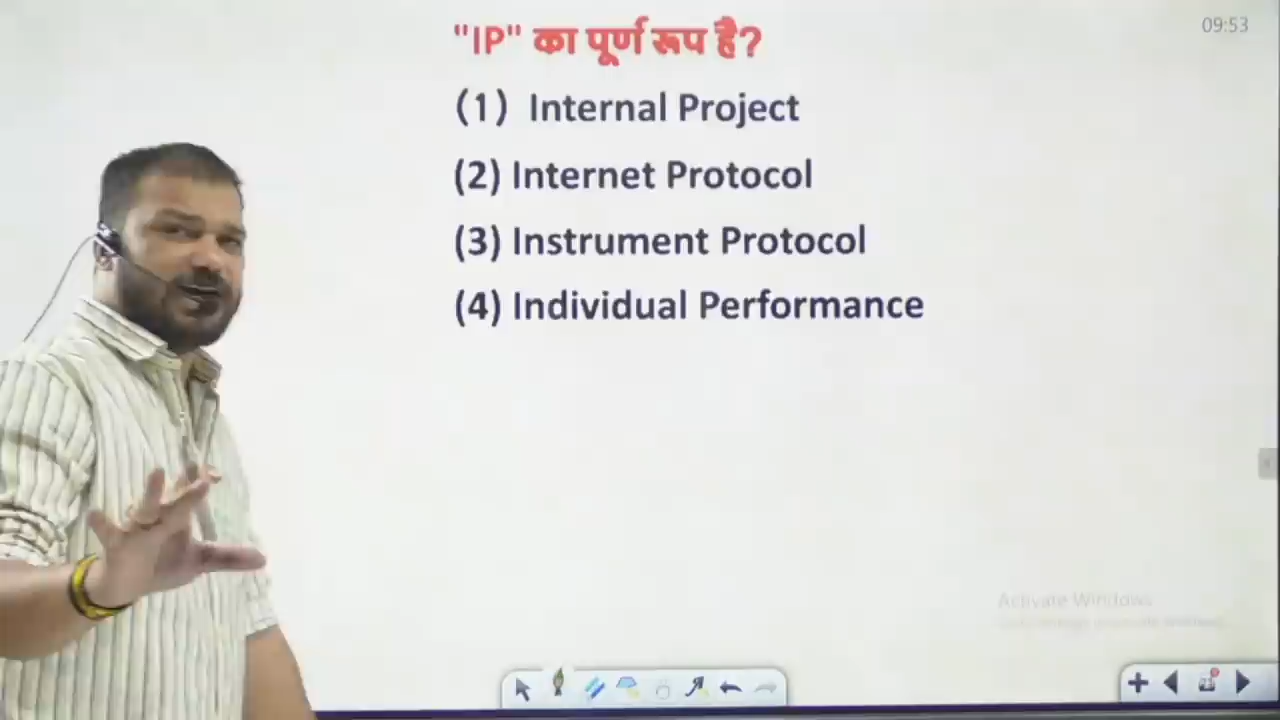 09:53
"IP" का पूर्ण रूप है?
(1) Internal Project
(2) Internet Protocol
(3) Instrument Protocol
(4) Individual Performance
Activate Windows